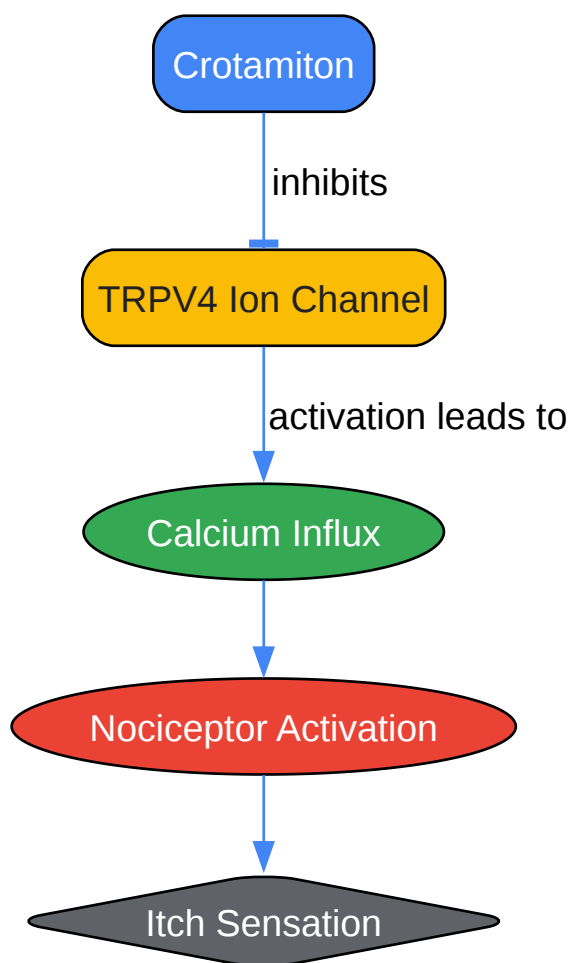 Crotamiton
inhibits
TRPV4 Ion Channel
activation leads to
Calcium Influx
Nociceptor Activation
Itch Sensation